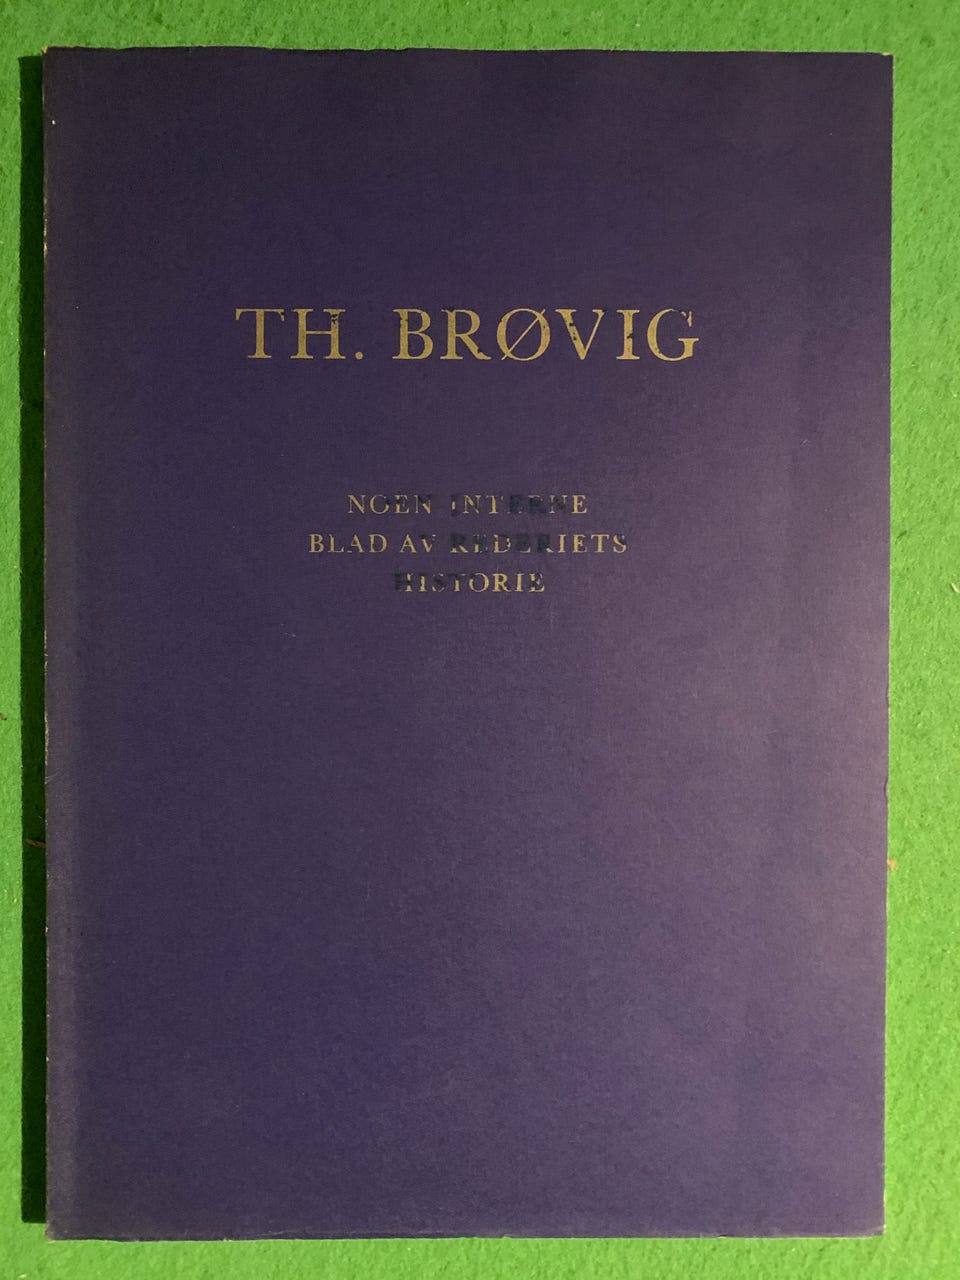 TH. BRØVIG
NOEN INTERNE
BLAD AV REDERIETS
HISTORIE